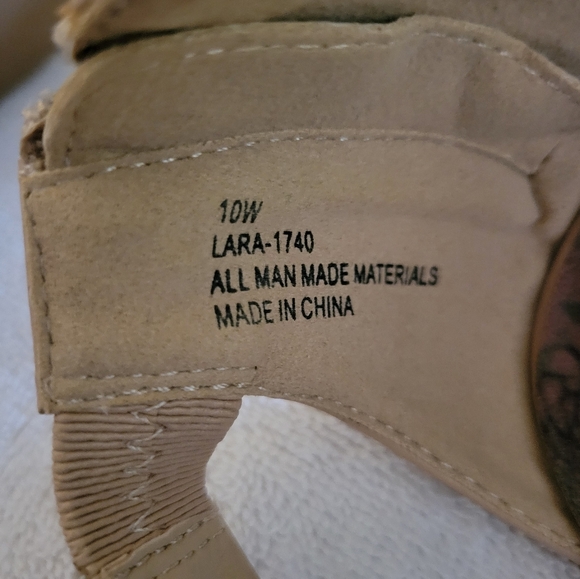 10W
LARA-1740
ALL MAN MADE MATERIALS
MADE IN CHINA